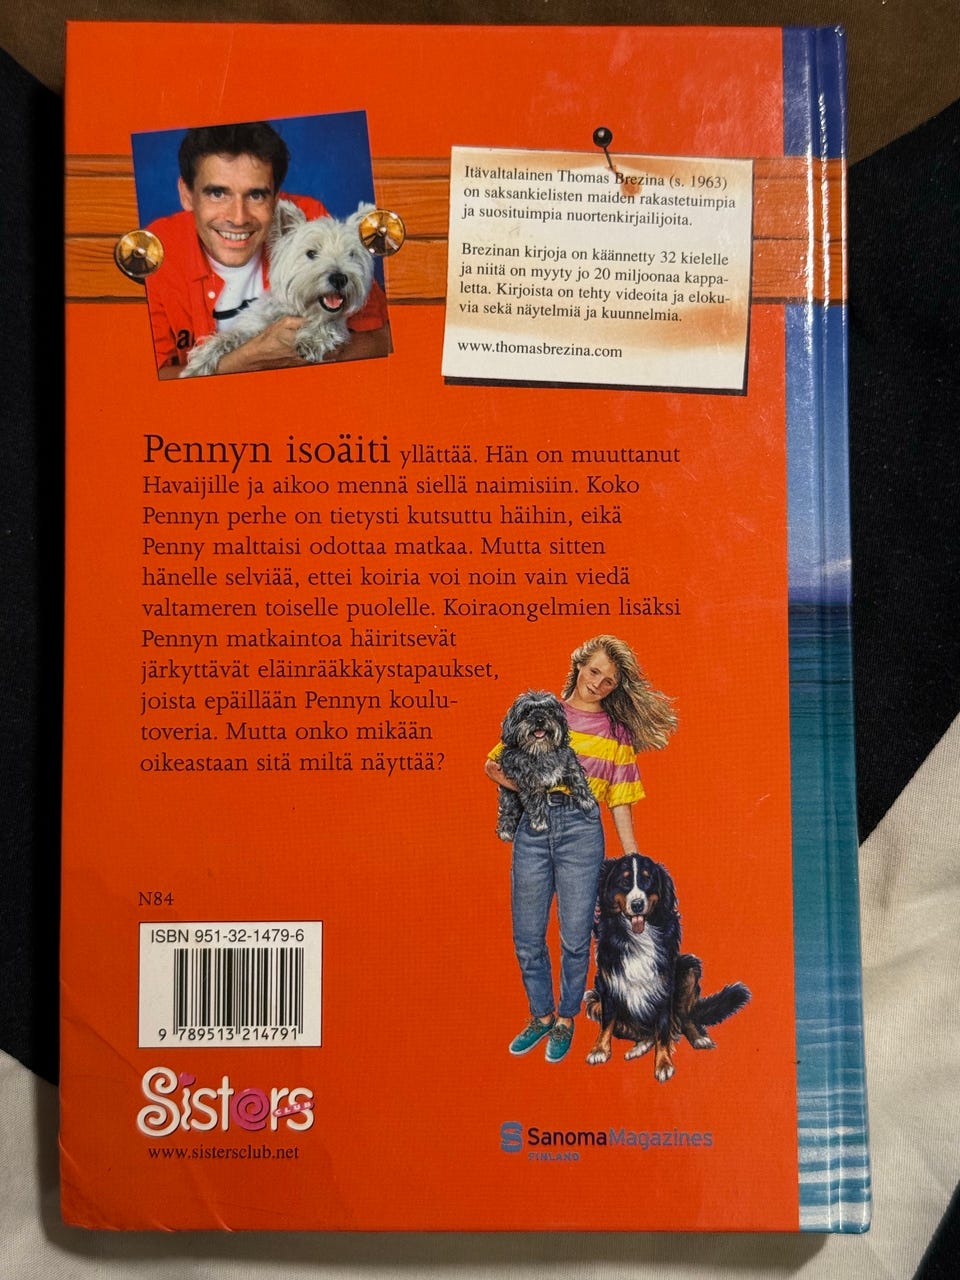 Itävaltalainen Thomas Brezina (s. 1963)
on saksankielisten maiden rakastetuimpia
ja suosituimpia nuortenkirjailijoita.
Brezinan kirjoja on käännetty 32 kielelle
ja niitä on myyty jo 20 miljoonaa kappa-
letta. Kirjoista on tehty videoita ja eloku-
via sekä näytelmiä ja kuunnelmia.
www.thomasbrezina.com
Pennyn isoäiti yllättää. Hän on muuttanut
Havaijille ja aikoo mennä siellä naimisiin. Koko
Pennyn perhe on tietysti kutsuttu häihin, eikä
Penny malttaisi odottaa matkaa. Mutta sitten
hänelle selviää, ettei koiria voi noin vain viedä
valtameren toiselle puolelle. Koiraongelmien lisäksi
Pennyn matkaintoa häiritsevät
järkyttävät eläinrääkkäystapaukset,
joista epäillään Pennyn koulu-
toveria. Mutta onko mikään
oikeastaan sitä miltä näyttää?
N84
ISBN 951-32-1479-6
9 789513 214791
Sisters
CLUB
www.sistersclub.net
SanomaMagazines
FINLAND